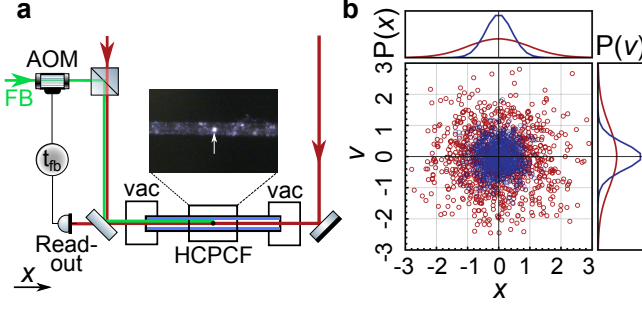 a
AOM
FB
t_fb
vac
vac
Read-
out
HCPCF
x
b
P(x)
P(v)
3
3
2
1
0
-1
-2
-3
v
-3
-2
-1
0
1
2
3
x